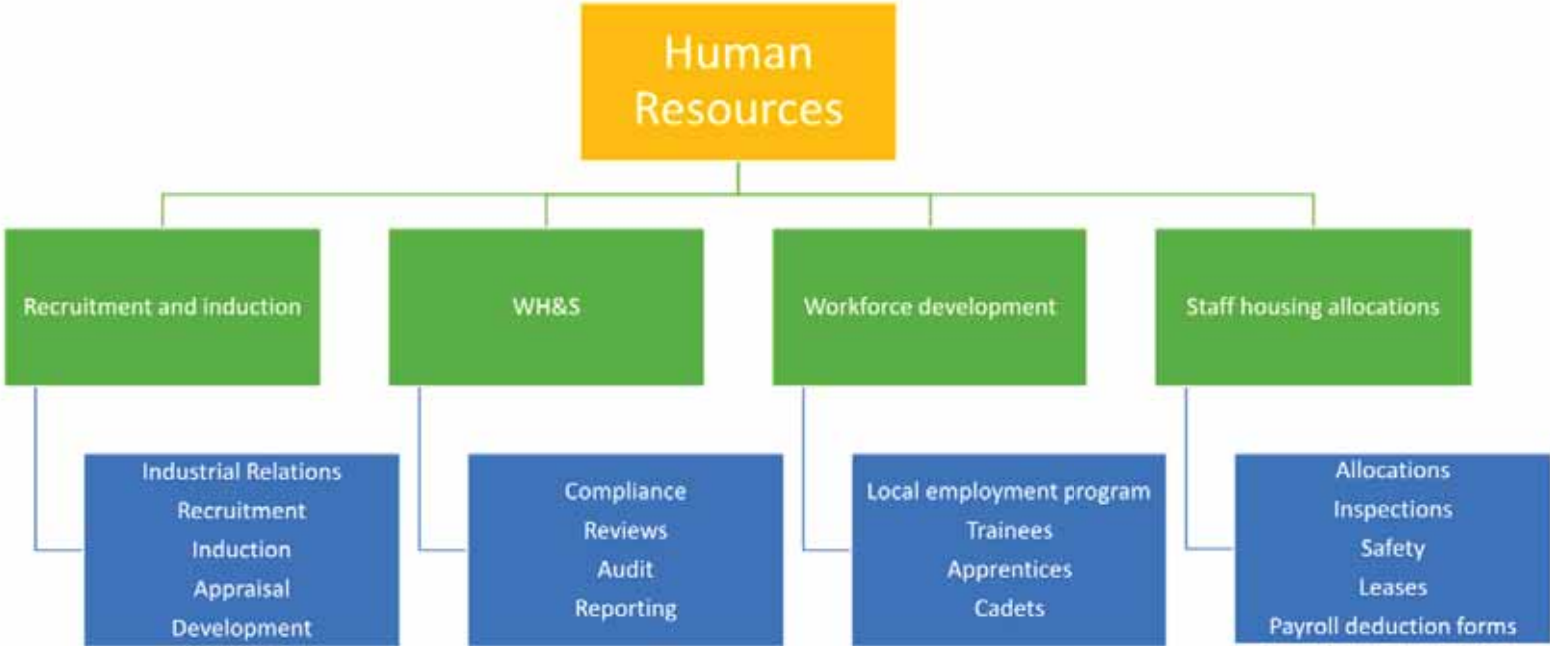 Human
Resources
Recruitment and induction
WH&S
Workforce development
Staff housing allocations
Industrial Relations
Recruitment
Induction
Appraisal
Development
Compliance
Reviews
Audit
Reporting
Local employment program
Trainees
Apprentices
Cadets
Allocations
Inspections
Safety
Leases
Payroll deduction forms